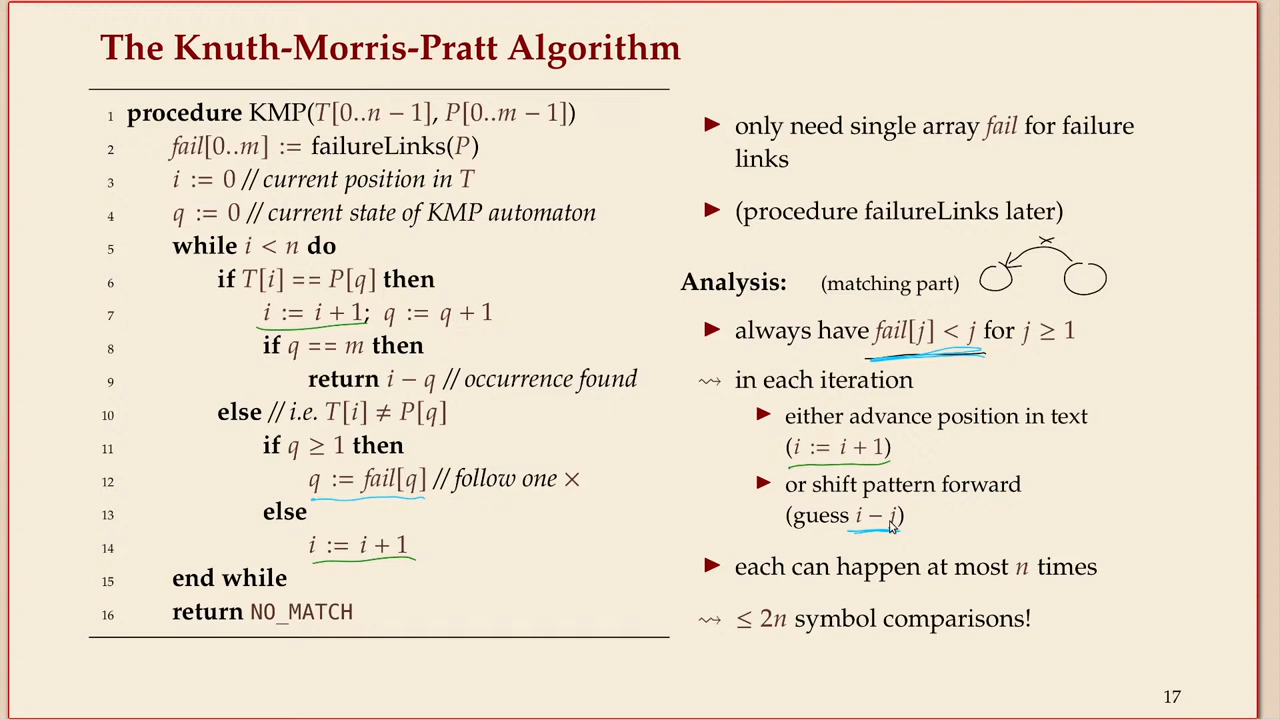 The Knuth-Morris-Pratt Algorithm
1 procedure KMP(T[0..n − 1], P[0..m − 1])
2 fail[0..m] := failureLinks(P)
3 i := 0 // current position in T
4 q := 0 // current state of KMP automaton
5 while i < n do
6 if T[i] == P[q] then
7 i := i + 1; q := q + 1
8 if q == m then
9 return i − q // occurrence found
10 else // i.e. T[i] ≠ P[q]
11 if q ≥ 1 then
12 q := fail[q] // follow one ×
13 else
14 i := i + 1
15 end while
16 return NO_MATCH
▶ only need single array fail for failure
links
▶ (procedure failureLinks later)
×
Analysis: (matching part)
▶ always have fail[j] < j for j ≥ 1
⇝ in each iteration
▶ either advance position in text
(i := i + 1)
▶ or shift pattern forward
(guess i − j)
▶ each can happen at most n times
⇝ ≤ 2n symbol comparisons!
17